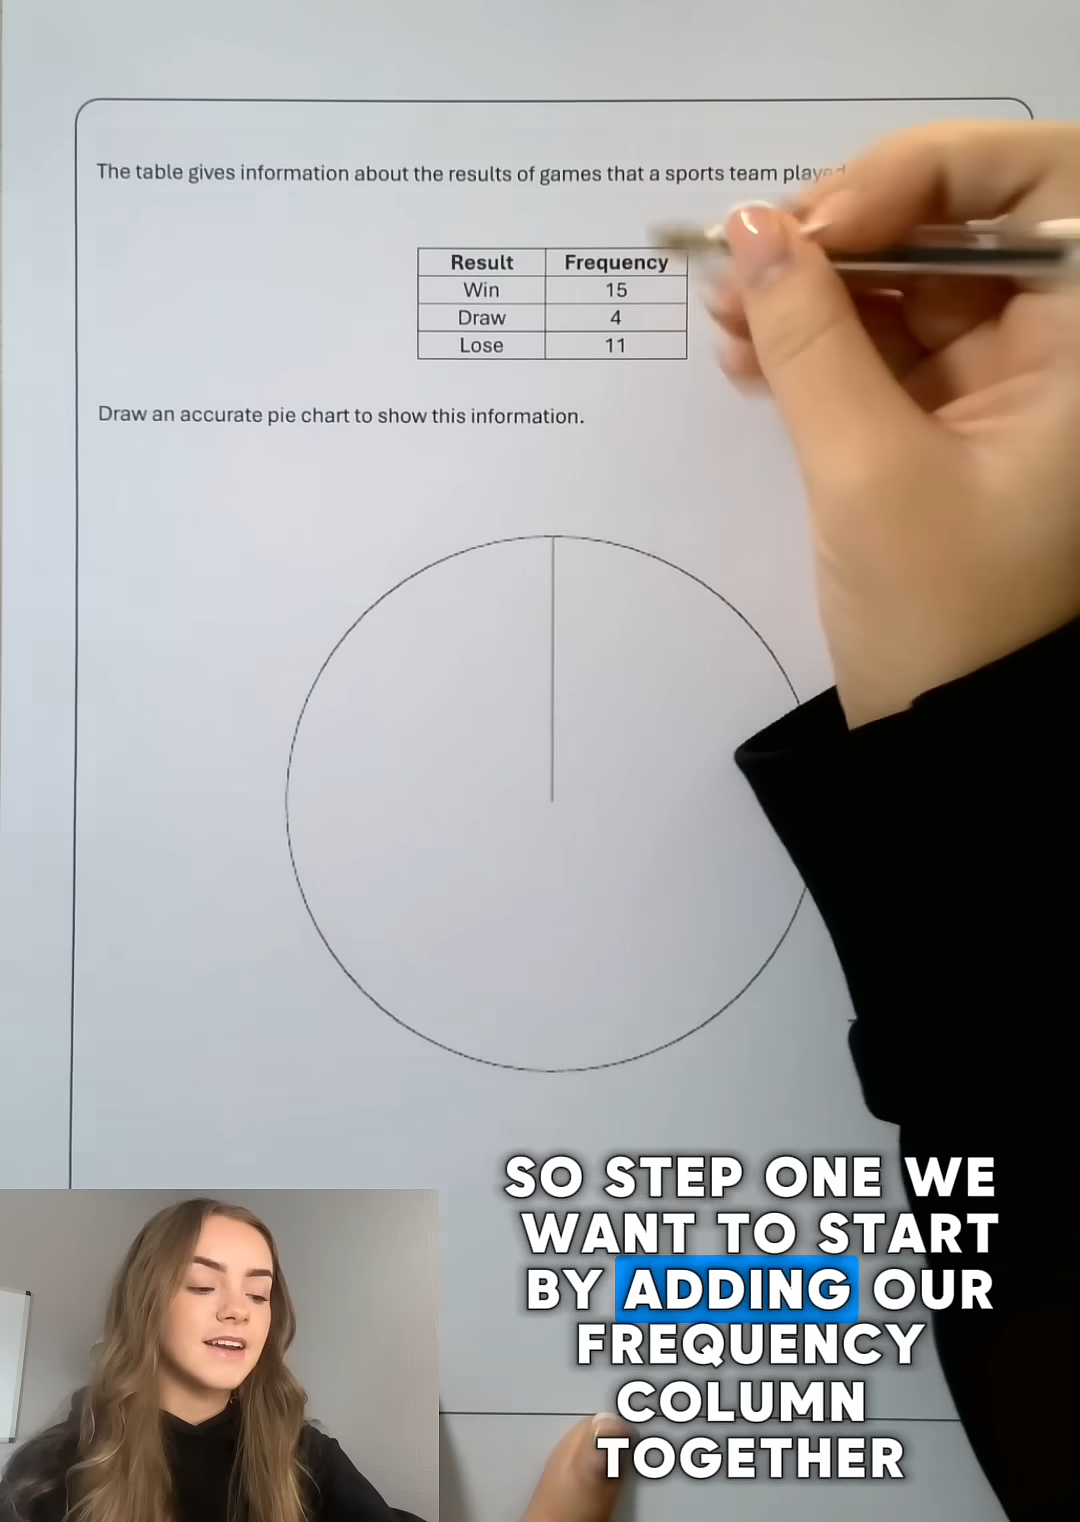 The table gives information about the results of games that a sports team played
Result Frequency
Win 15
Draw 4
Lose 11
Draw an accurate pie chart to show this information.
SO STEP ONE WE
WANT TO START
BY ADDING OUR
FREQUENCY
COLUMN
TOGETHER